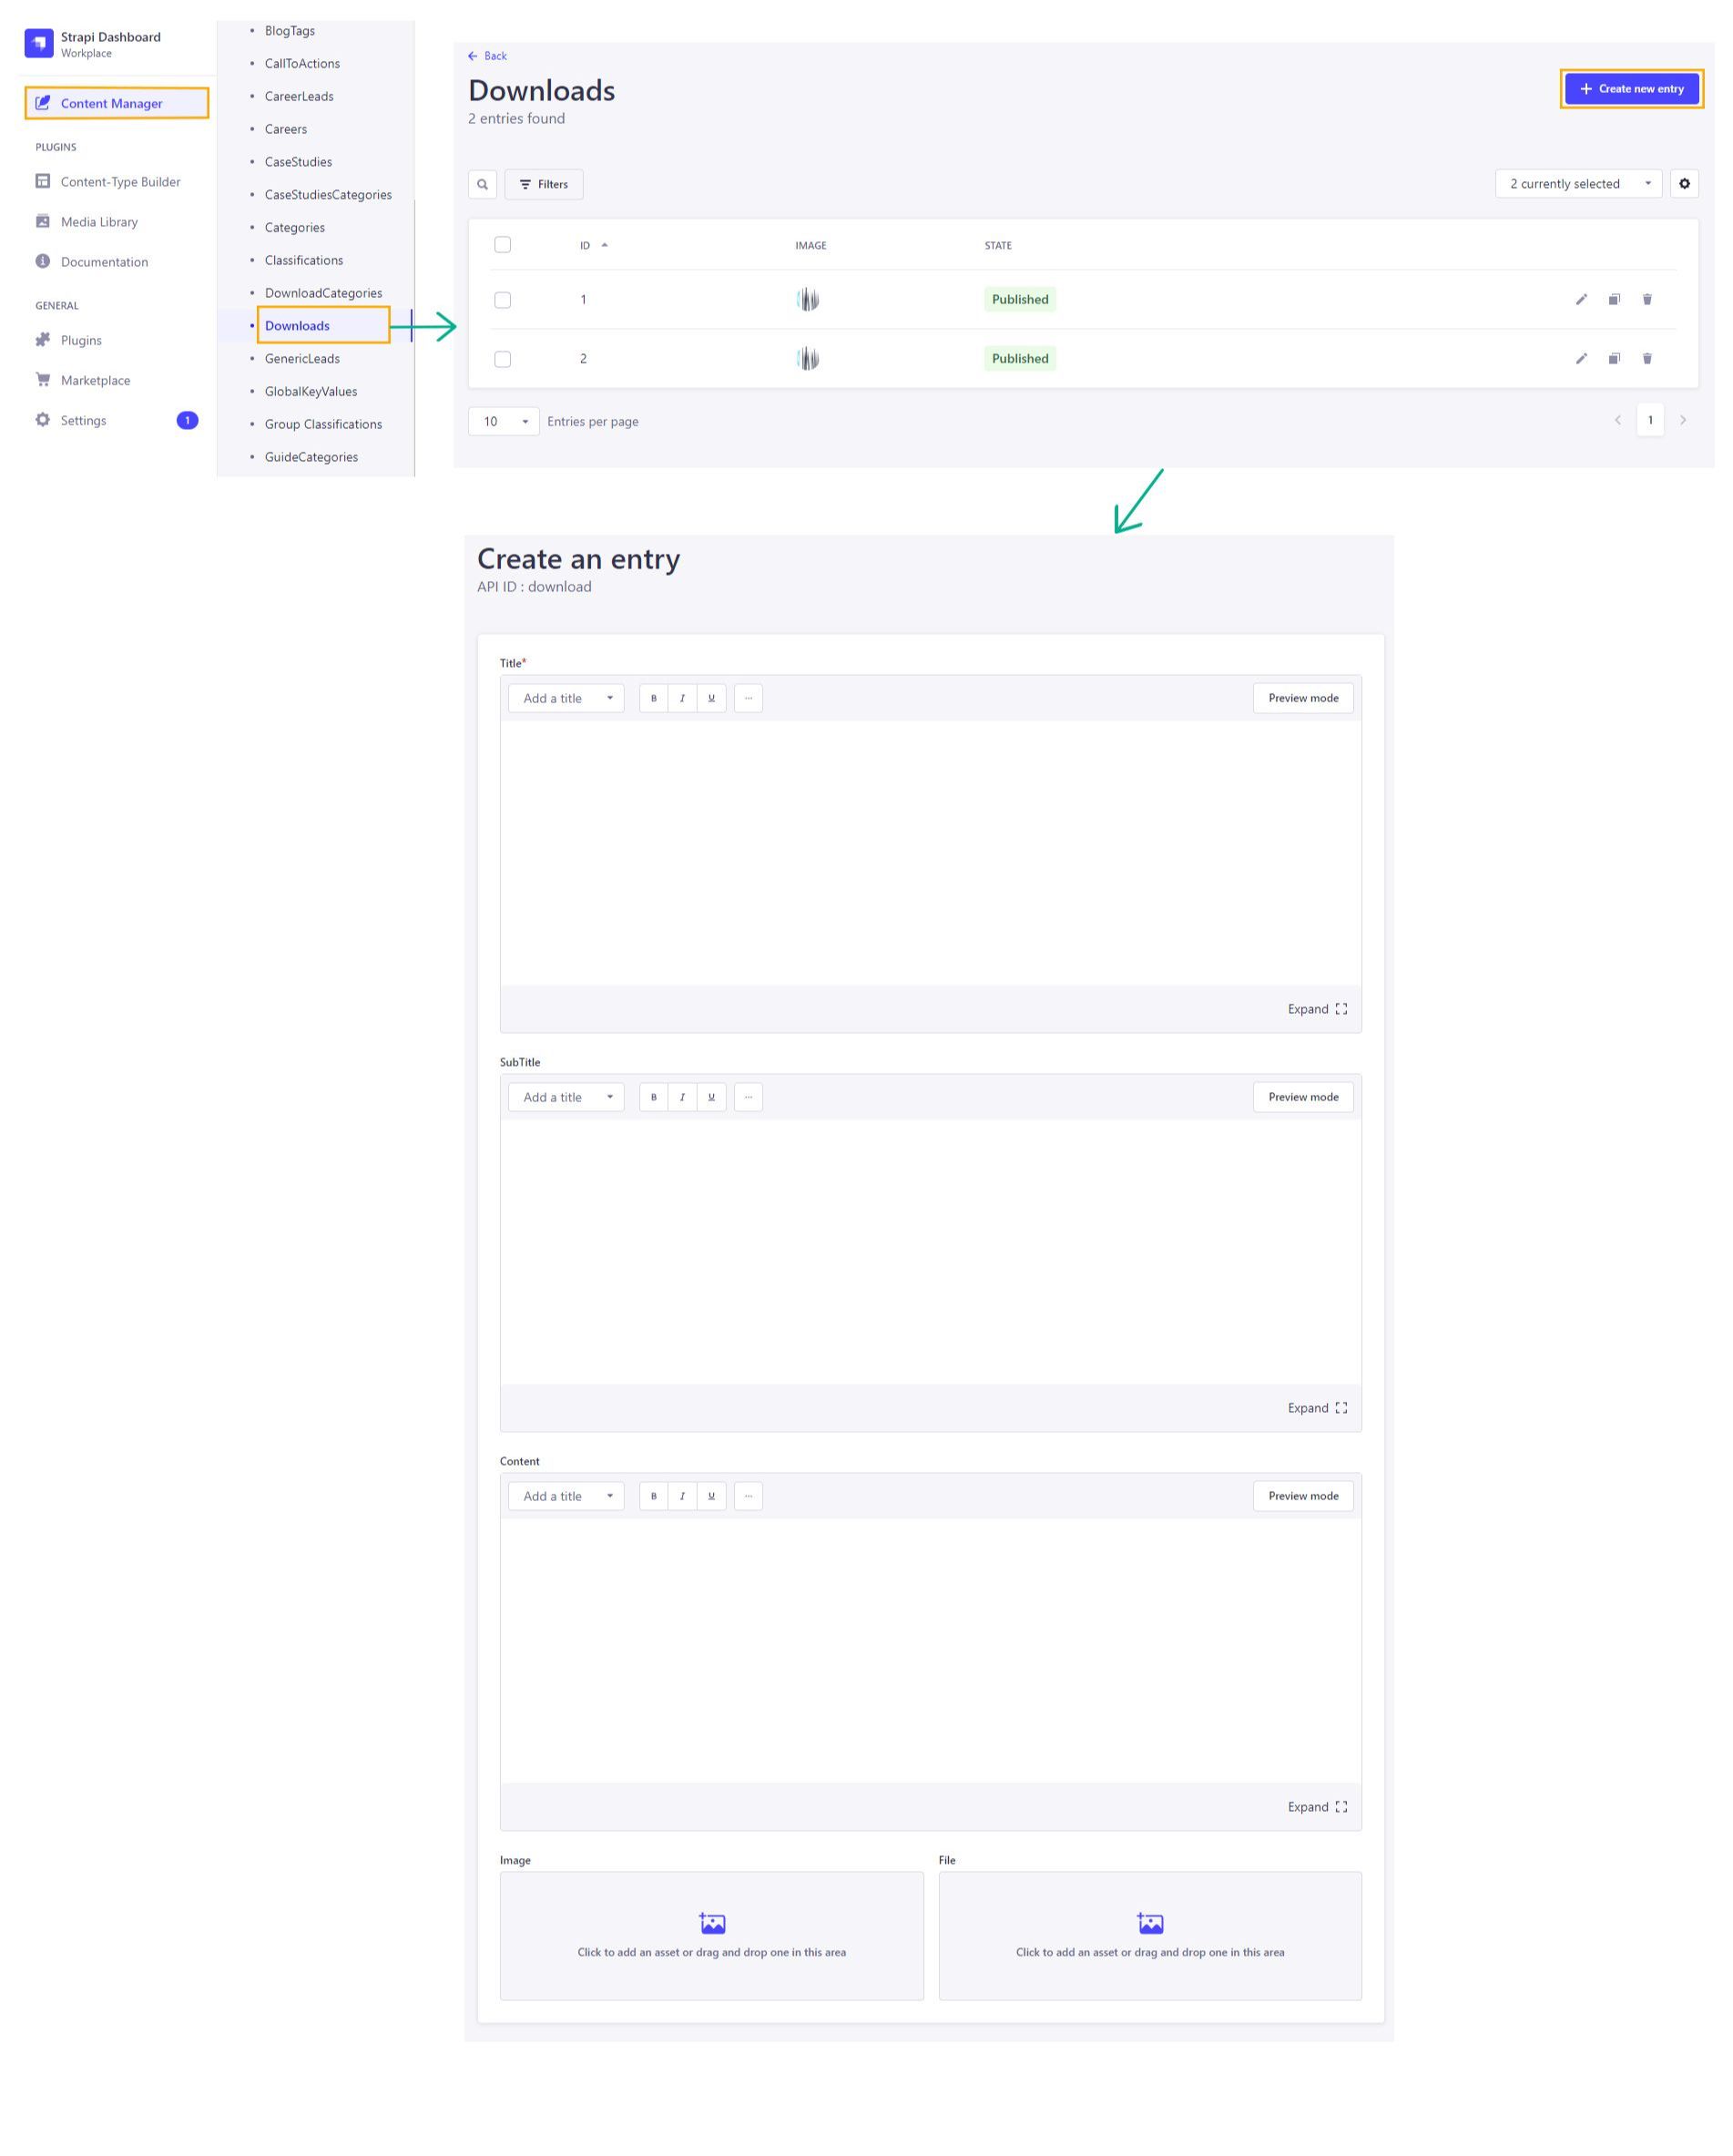 Strapi Dashboard
Workplace
Content Manager
PLUGINS
Content-Type Builder
Media Library
Documentation
GENERAL
Plugins
Marketplace
Settings
1
BlogTags
CallToActions
CareerLeads
Careers
CaseStudies
CaseStudiesCategories
Categories
Classifications
DownloadCategories
Downloads
GenericLeads
GlobalKeyValues
Group Classifications
GuideCategories
Back
Downloads
2 entries found
Create new entry
Filters
2 currently selected
ID IMAGE STATE
1 Published
2 Published
10 Entries per page
1
Create an entry
API ID : download
Title*
Add a title B I U ... Preview mode
Expand
SubTitle
Add a title B I U ... Preview mode
Expand
Content
Add a title B I U ... Preview mode
Expand
Image File
Click to add an asset or drag and drop one in this area Click to add an asset or drag and drop one in this area